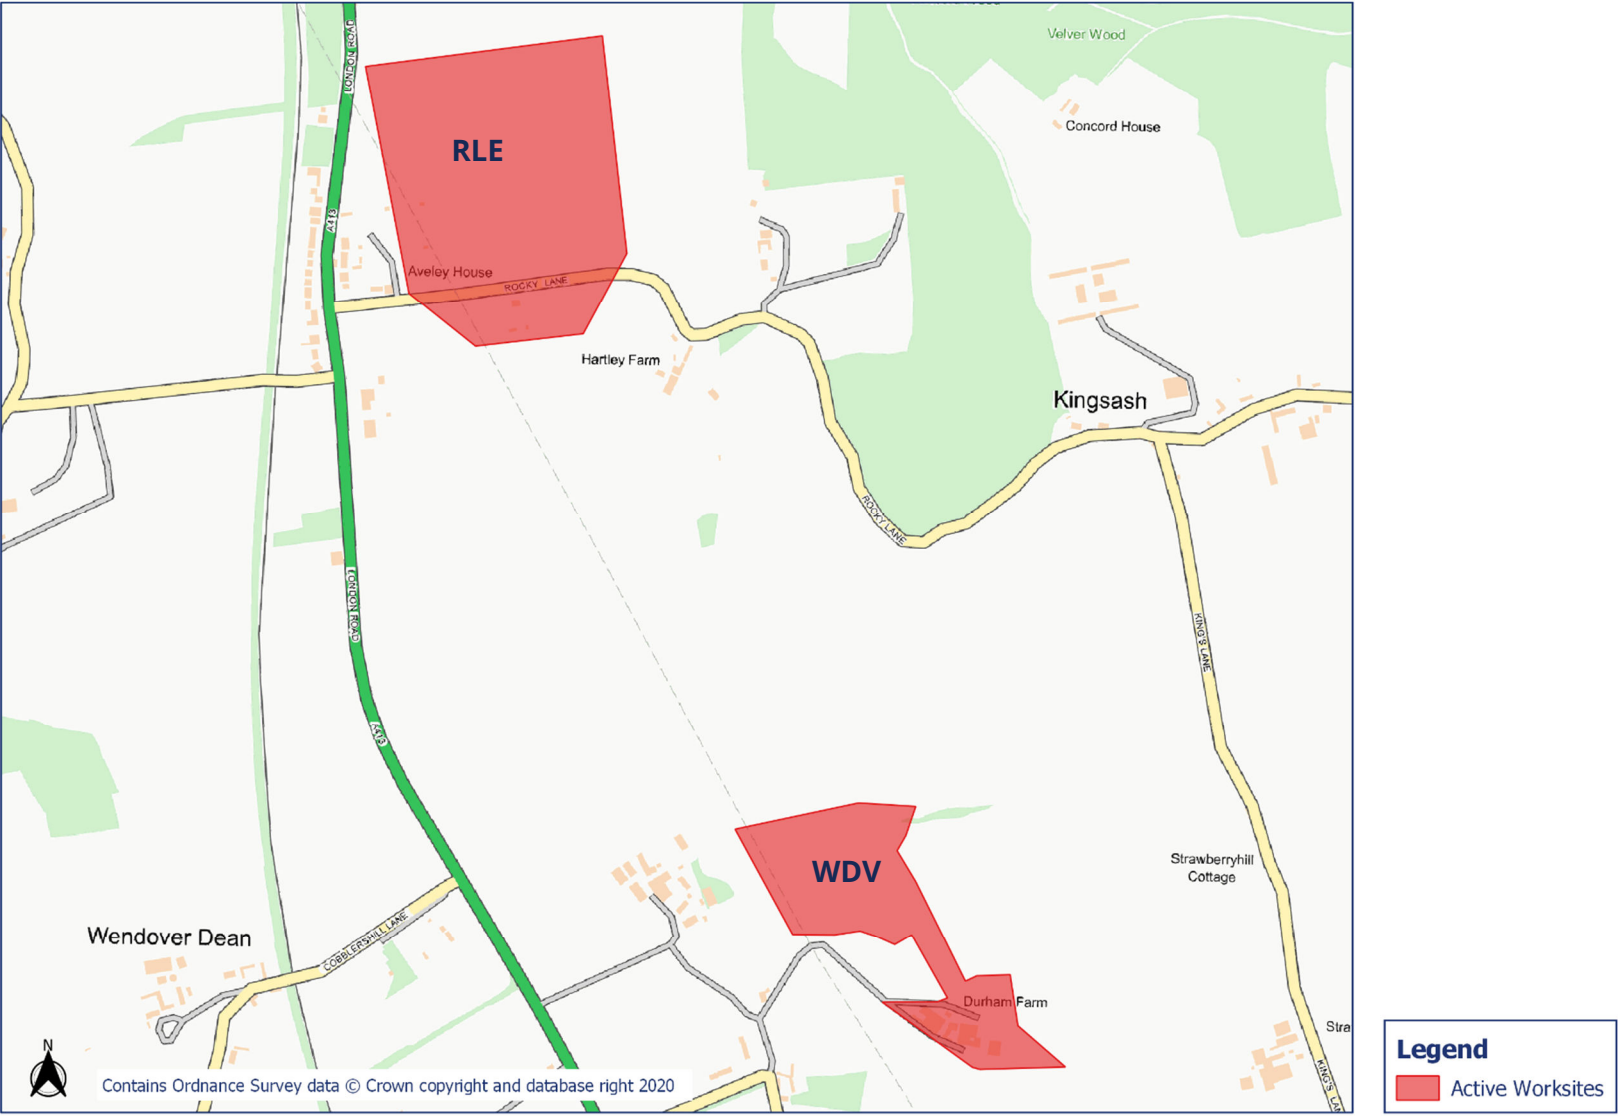 LONDON ROAD
Velver Wood
Concord House
RLE
A413
Aveley House
ROCKY LANE
Hartley Farm
Kingsash
ROCKY LANE
LONDON ROAD
KING'S LANE
A413
WDV
Strawberryhill
Cottage
COBBLERSHILL LANE
Wendover Dean
Durham Farm
Stra
N
KING'S LAN
Contains Ordnance Survey data © Crown copyright and database right 2020
Legend
Active Worksites